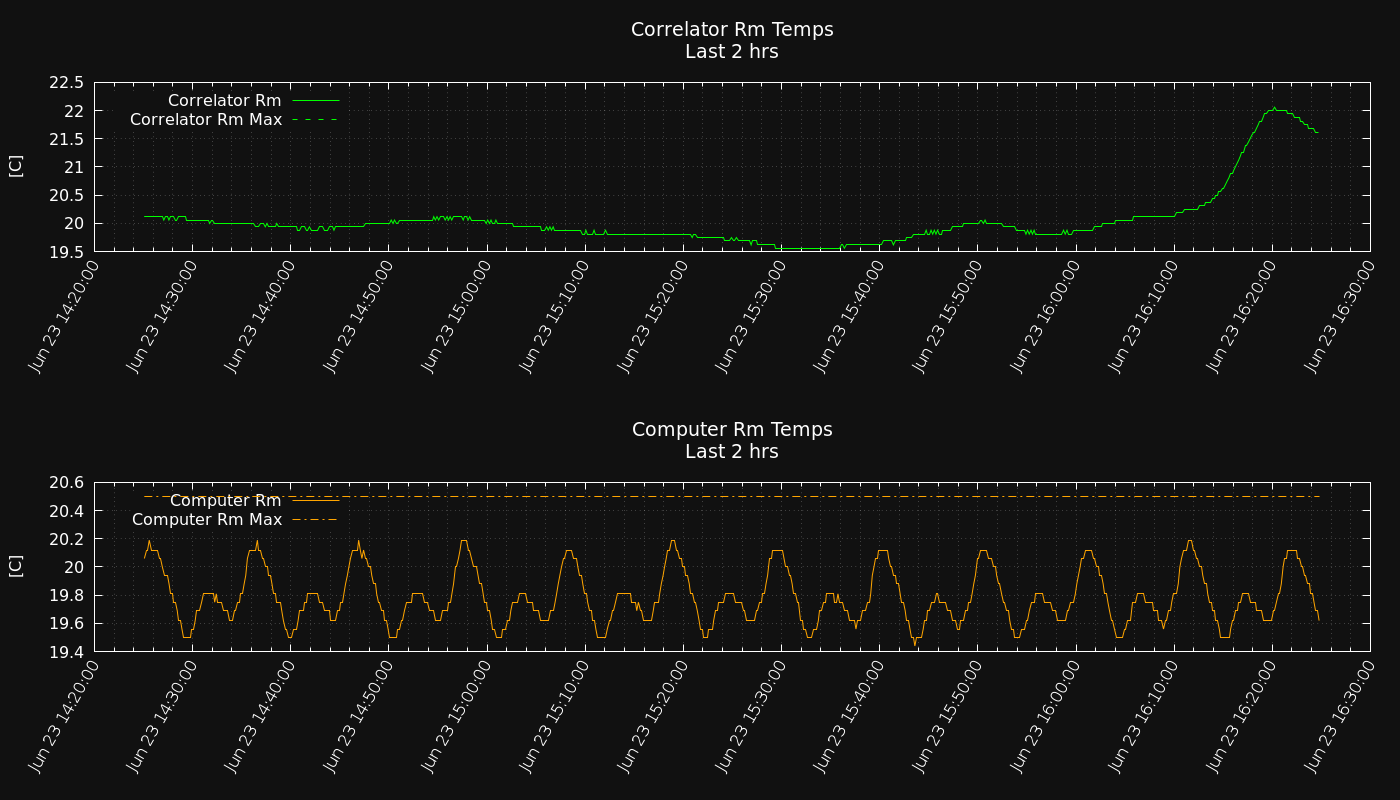 Correlator Rm Temps
Last 2 hrs
22.5
22
21.5
21
20.5
20
19.5
[C]
Correlator Rm
Correlator Rm Max
Jun 23 14:20:00
Jun 23 14:30:00
Jun 23 14:40:00
Jun 23 14:50:00
Jun 23 15:00:00
Jun 23 15:10:00
Jun 23 15:20:00
Jun 23 15:30:00
Jun 23 15:40:00
Jun 23 15:50:00
Jun 23 16:00:00
Jun 23 16:10:00
Jun 23 16:20:00
Jun 23 16:30:00
Computer Rm Temps
Last 2 hrs
20.6
20.4
20.2
20
19.8
19.6
19.4
[C]
Computer Rm
Computer Rm Max
Jun 23 14:20:00
Jun 23 14:30:00
Jun 23 14:40:00
Jun 23 14:50:00
Jun 23 15:00:00
Jun 23 15:10:00
Jun 23 15:20:00
Jun 23 15:30:00
Jun 23 15:40:00
Jun 23 15:50:00
Jun 23 16:00:00
Jun 23 16:10:00
Jun 23 16:20:00
Jun 23 16:30:00